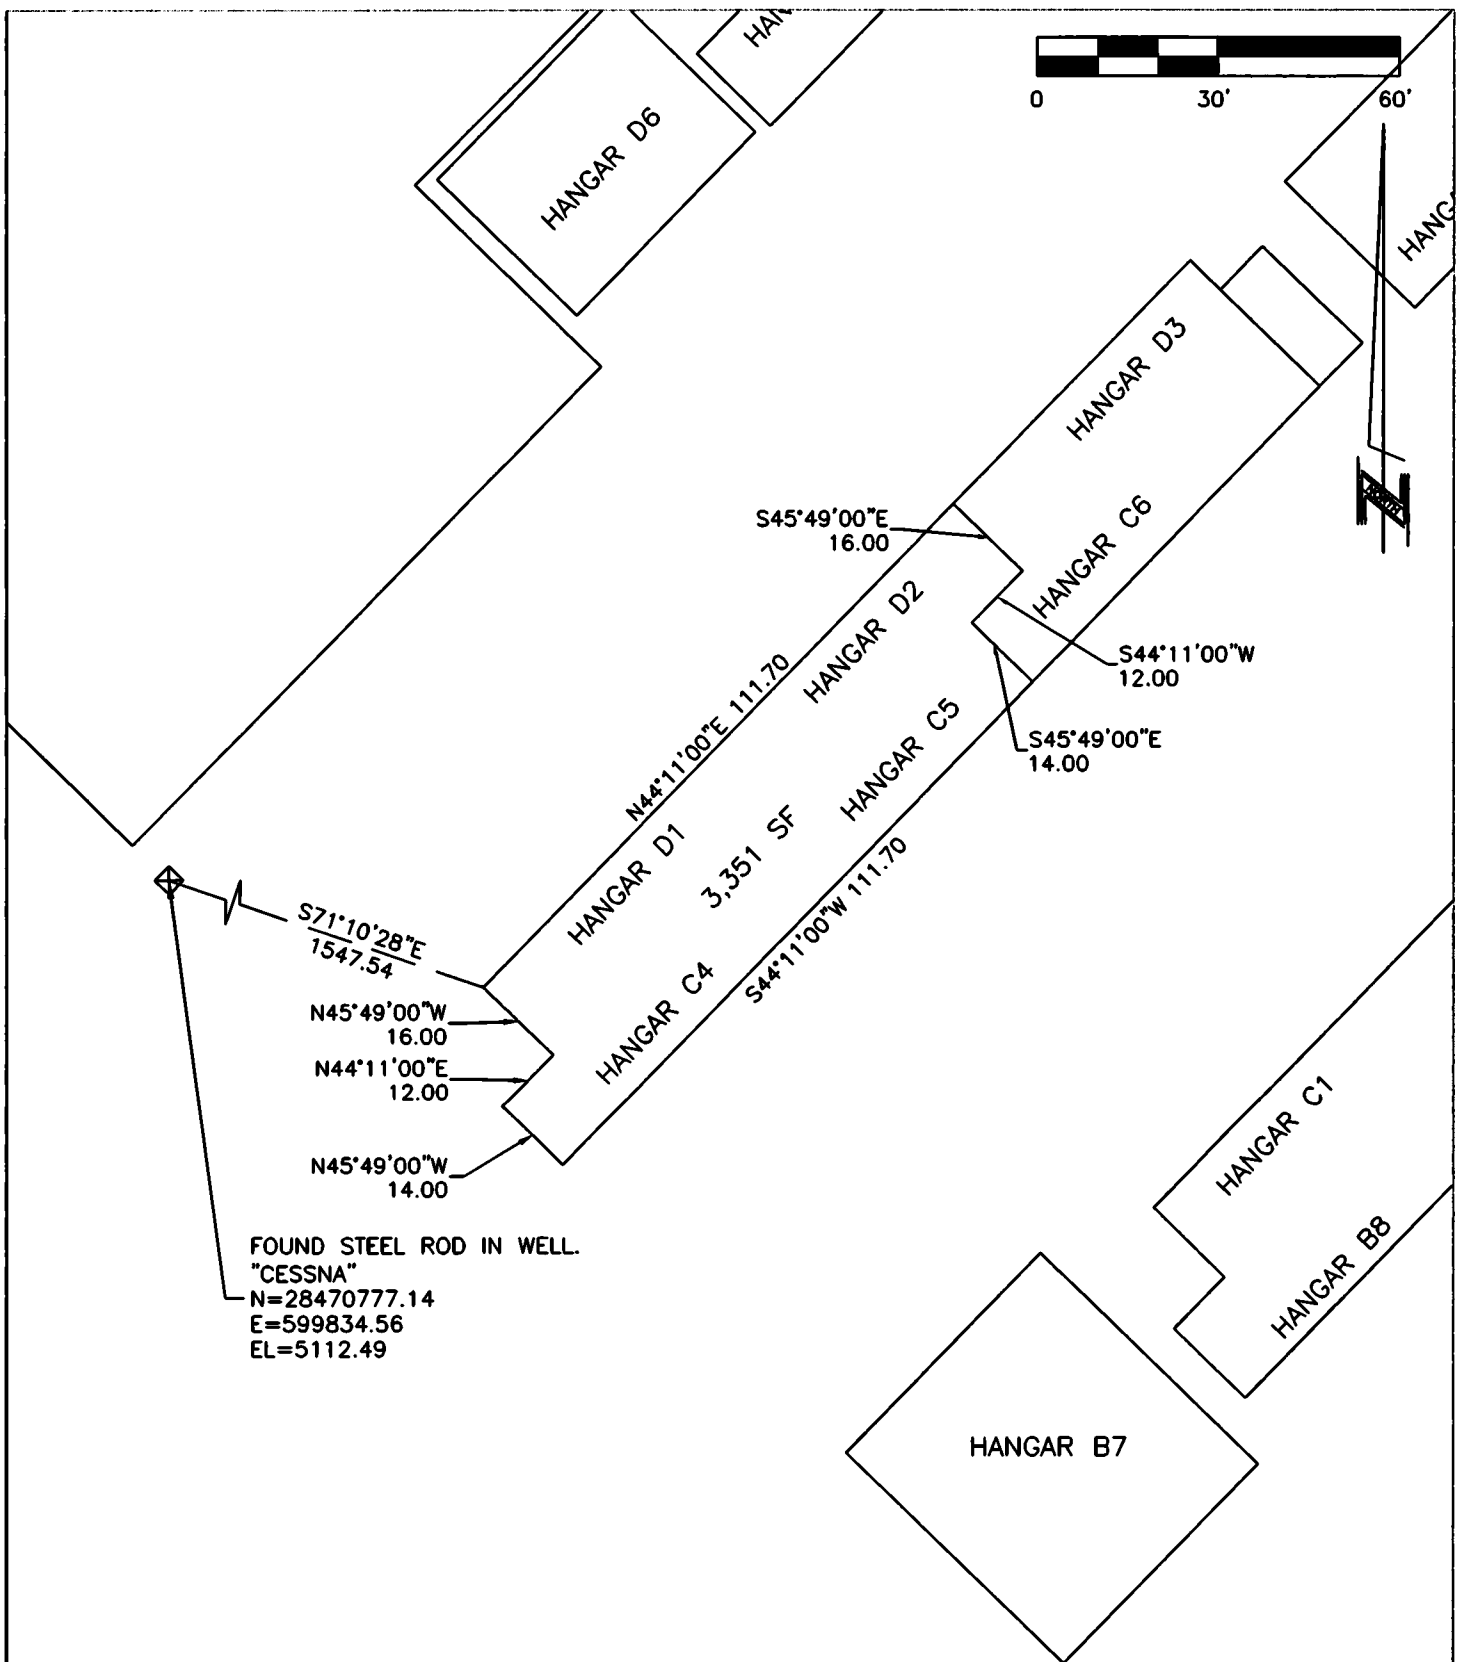 HAN
0 30' 60'
HANGAR D6
HANG
HANGAR D3
S45°49'00"E
16.00
HANGAR C6
HANGAR D2
S44°11'00"W
12.00
N44°11'00"E 111.70
HANGAR C5
S45°49'00"E
14.00
HANGAR D1
3,351 SF
S44°11'00"W 111.70
S71°10'28"E
1547.54
HANGAR C4
N45°49'00"W
16.00
N44°11'00"E
12.00
N45°49'00"W
14.00
HANGAR C1
HANGAR B8
FOUND STEEL ROD IN WELL.
"CESSNA"
N=28470777.14
E=599834.56
EL=5112.49
HANGAR B7
NORTH